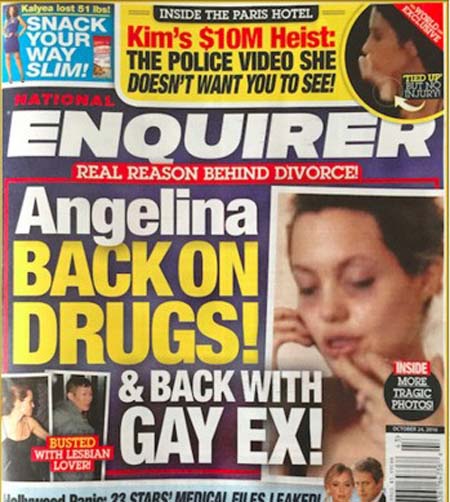 Kalyea lost 51 lbs!
SNACK
YOUR
WAY
SLIM!
INSIDE THE PARIS HOTEL
Kim's $10M Heist:
THE POLICE VIDEO SHE
DOESN'T WANT YOU TO SEE!
WORLD
EXCLUSIVE
TIED UP
BUT NO
INJURY!
NATIONAL
ENQUIRER
REAL REASON BEHIND DIVORCE!
Angelina
BACK ON
DRUGS!
& BACK WITH
GAY EX!
BUSTED
WITH LESBIAN
LOVER!
INSIDE
MORE
TRAGIC
PHOTOS!
OCTOBER 24, 2016
Hollywood Panic: 23 STARS' MEDICAL FILES LEAKED!